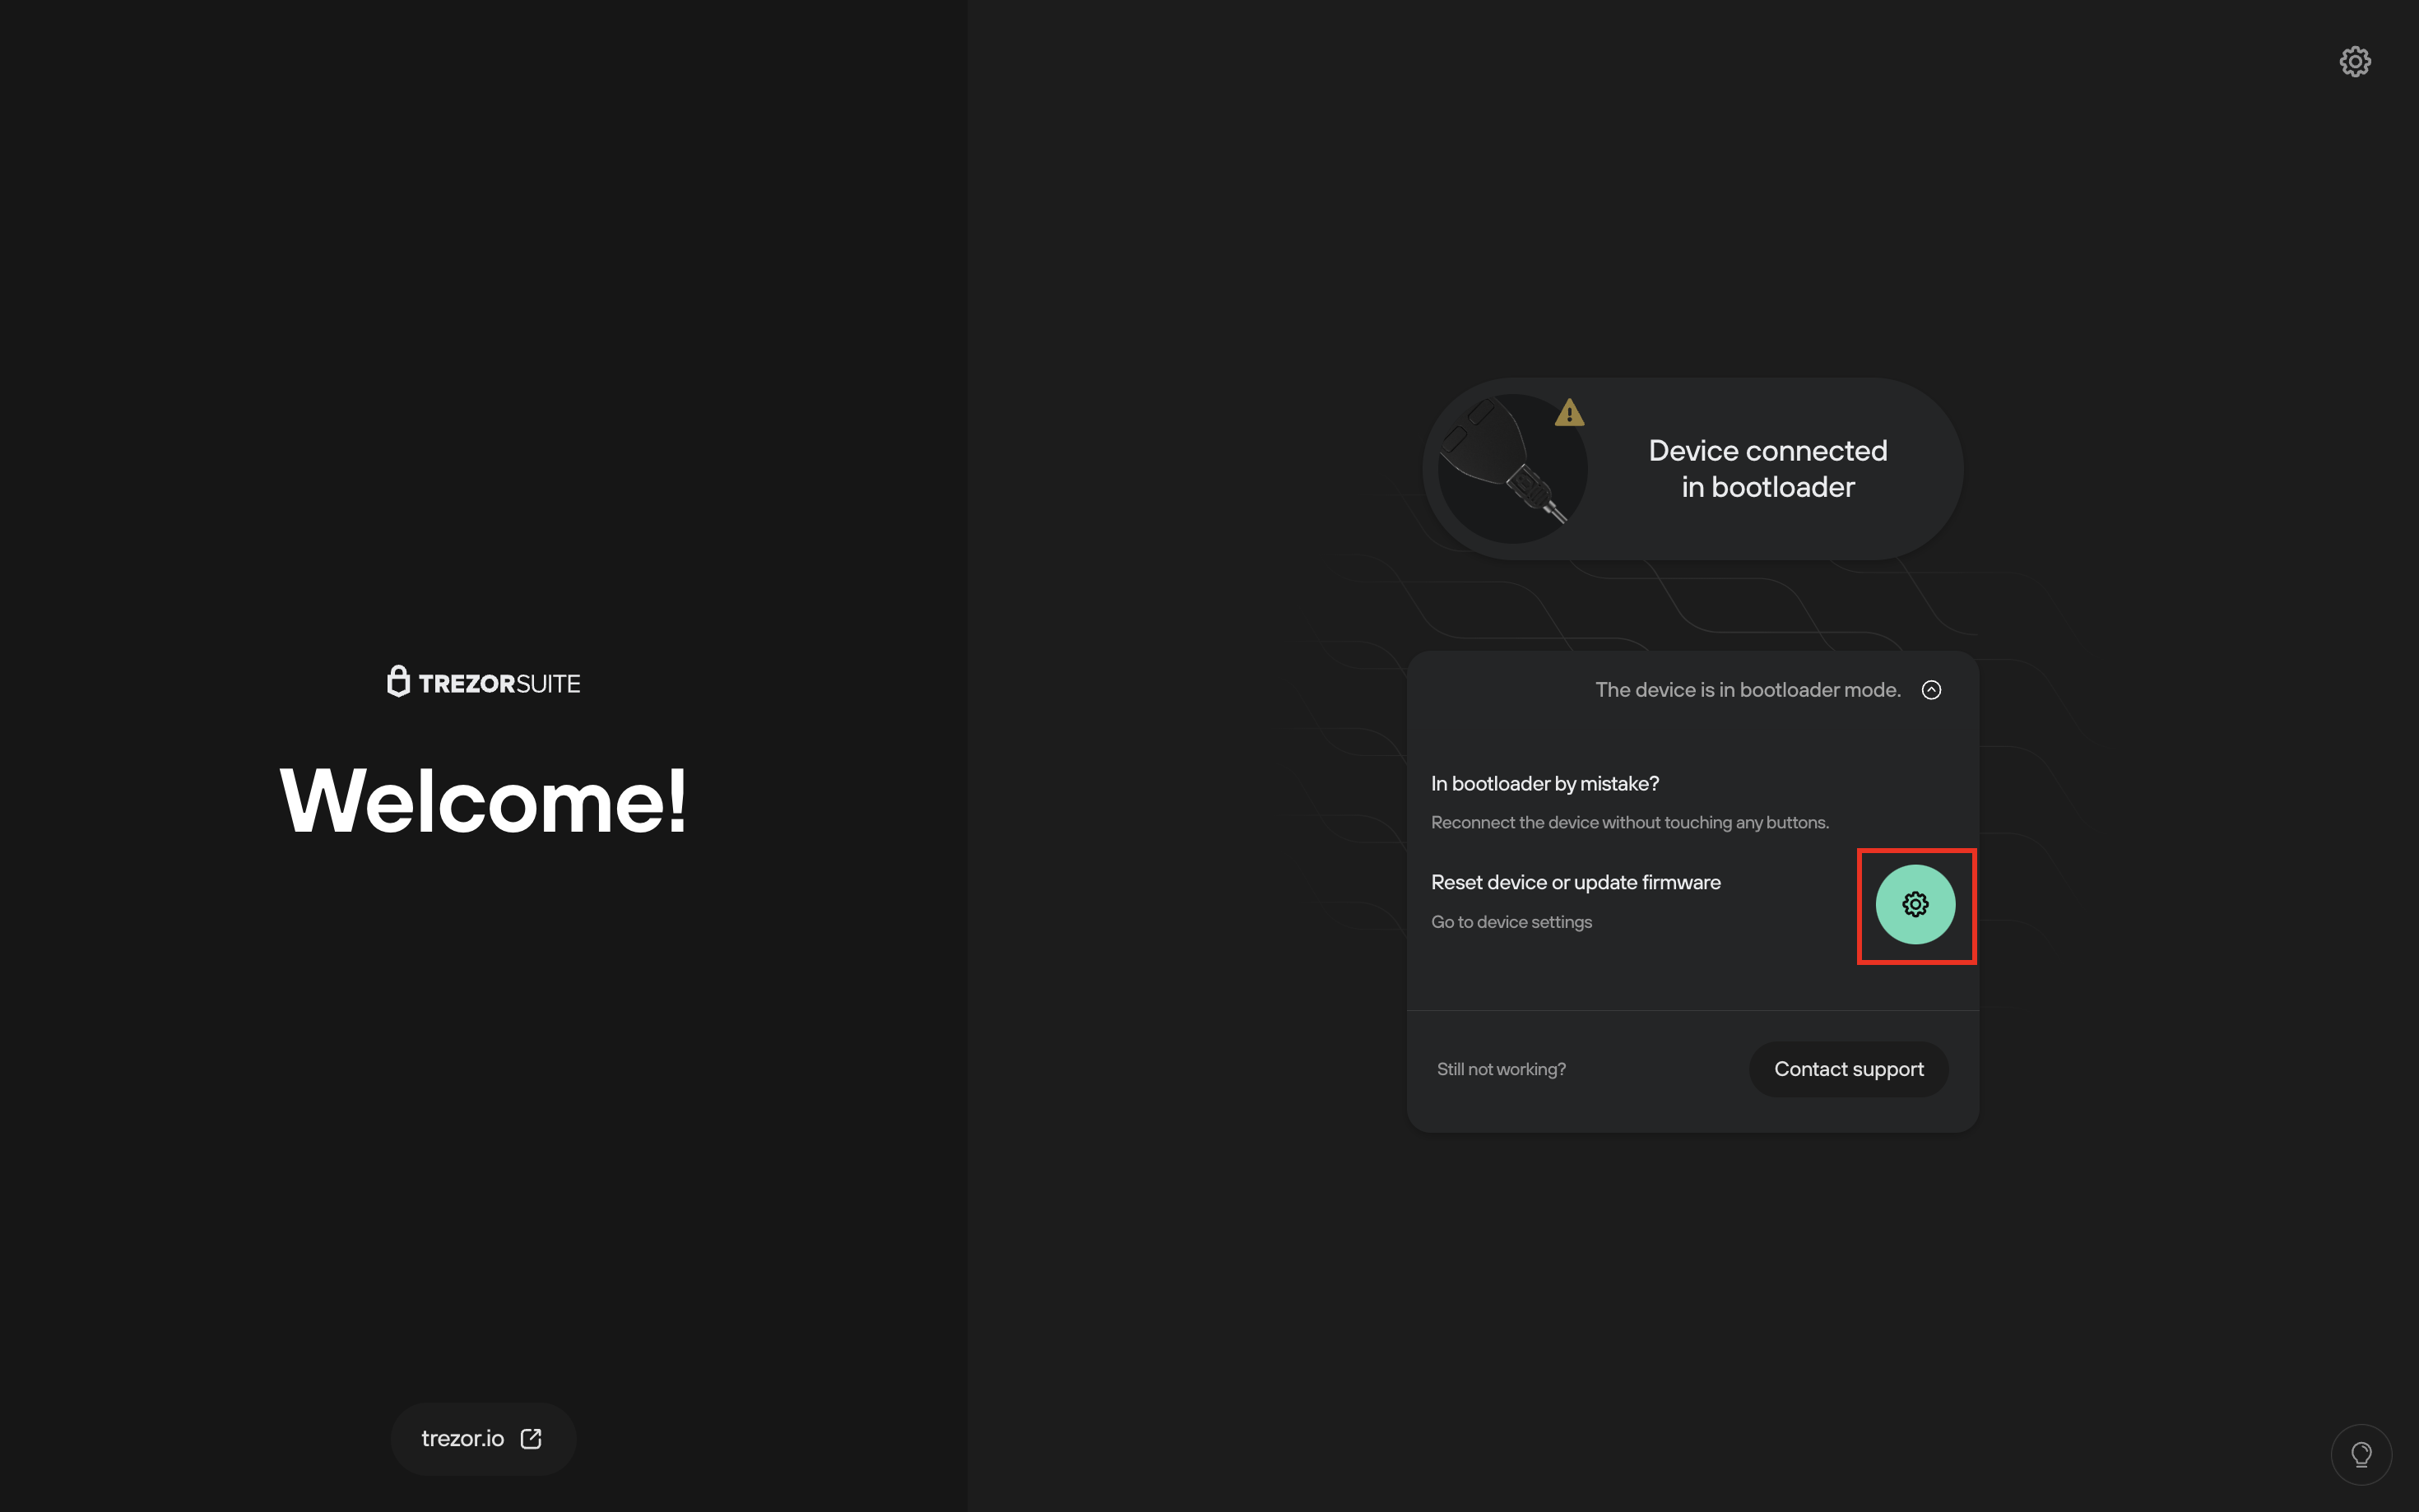 TREZOR SUITE
Welcome!
trezor.io
Device connected
in bootloader
The device is in bootloader mode.
In bootloader by mistake?
Reconnect the device without touching any buttons.
Reset device or update firmware
Go to device settings
Still not working?
Contact support